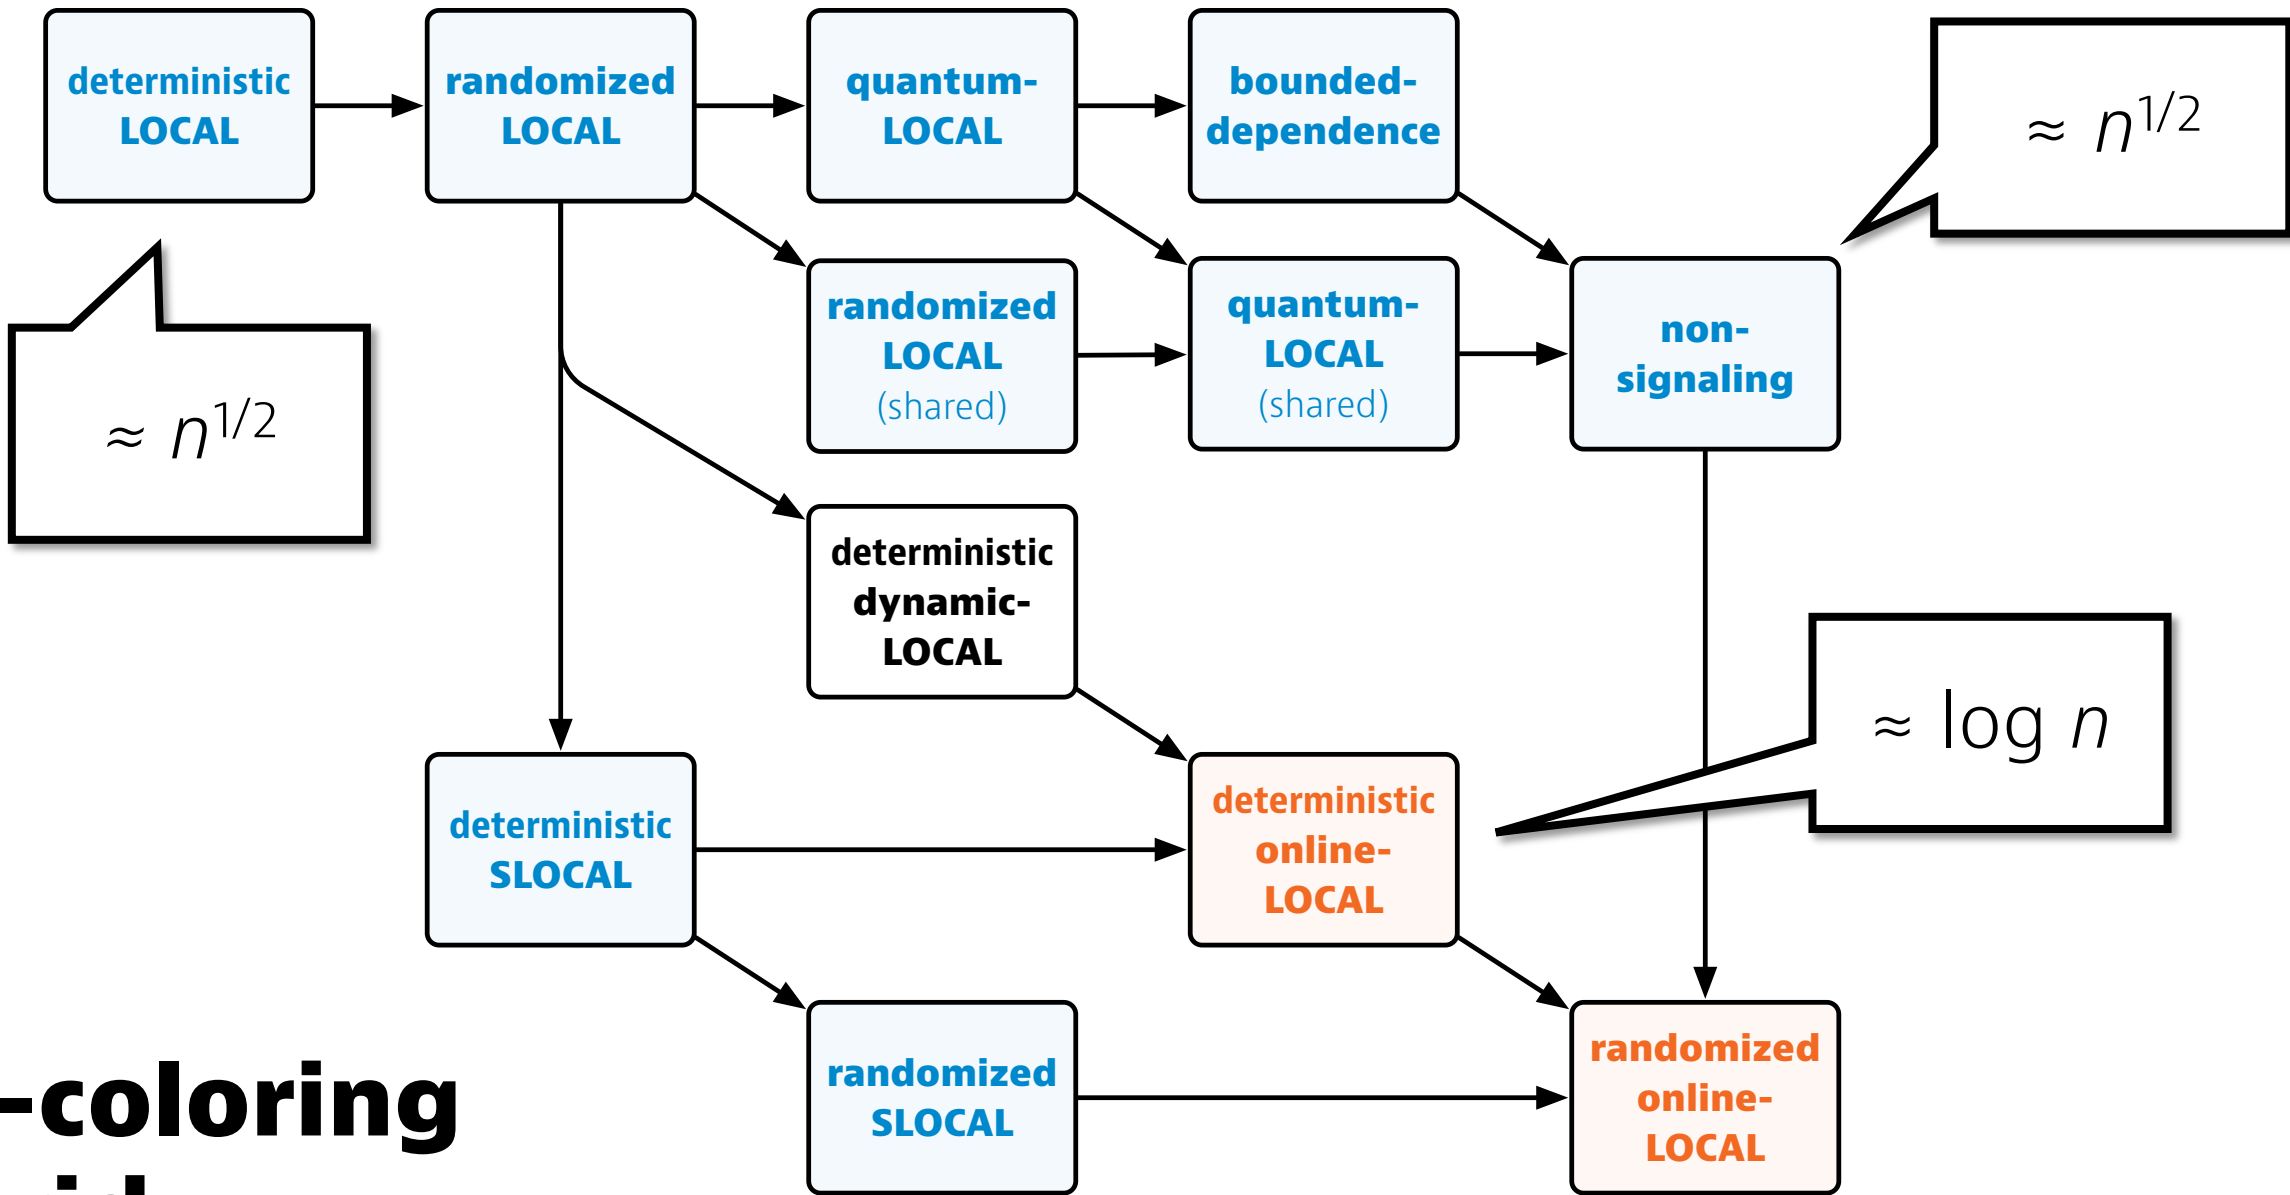 deterministic
LOCAL
randomized
LOCAL
quantum-
LOCAL
bounded-
dependence
≈ n^1/2
randomized
LOCAL
(shared)
quantum-
LOCAL
(shared)
non-
signaling
≈ n^1/2
deterministic
dynamic-
LOCAL
≈ log n
deterministic
SLOCAL
deterministic
online-
LOCAL
randomized
SLOCAL
randomized
online-
LOCAL
-coloring